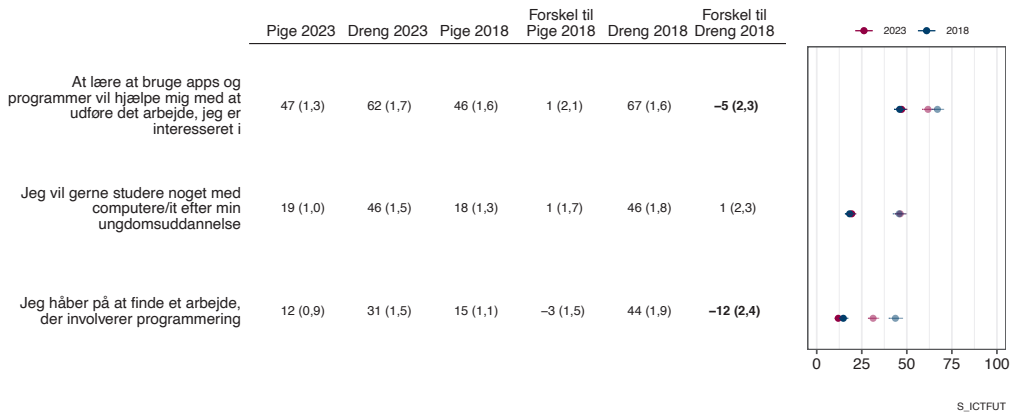 Forskel til Forskel til
Pige 2023 Dreng 2023 Pige 2018 Pige 2018 Dreng 2018 Dreng 2018
2023 2018
At lære at bruge apps og
programmer vil hjælpe mig med at
udføre det arbejde, jeg er
interesseret i
47 (1,3) 62 (1,7) 46 (1,6) 1 (2,1) 67 (1,6) –5 (2,3)
Jeg vil gerne studere noget med
computere/it efter min
ungdomsuddannelse
19 (1,0) 46 (1,5) 18 (1,3) 1 (1,7) 46 (1,8) 1 (2,3)
Jeg håber på at finde et arbejde,
der involverer programmering
12 (0,9) 31 (1,5) 15 (1,1) –3 (1,5) 44 (1,9) –12 (2,4)
0 25 50 75 100
S_ICTFUT